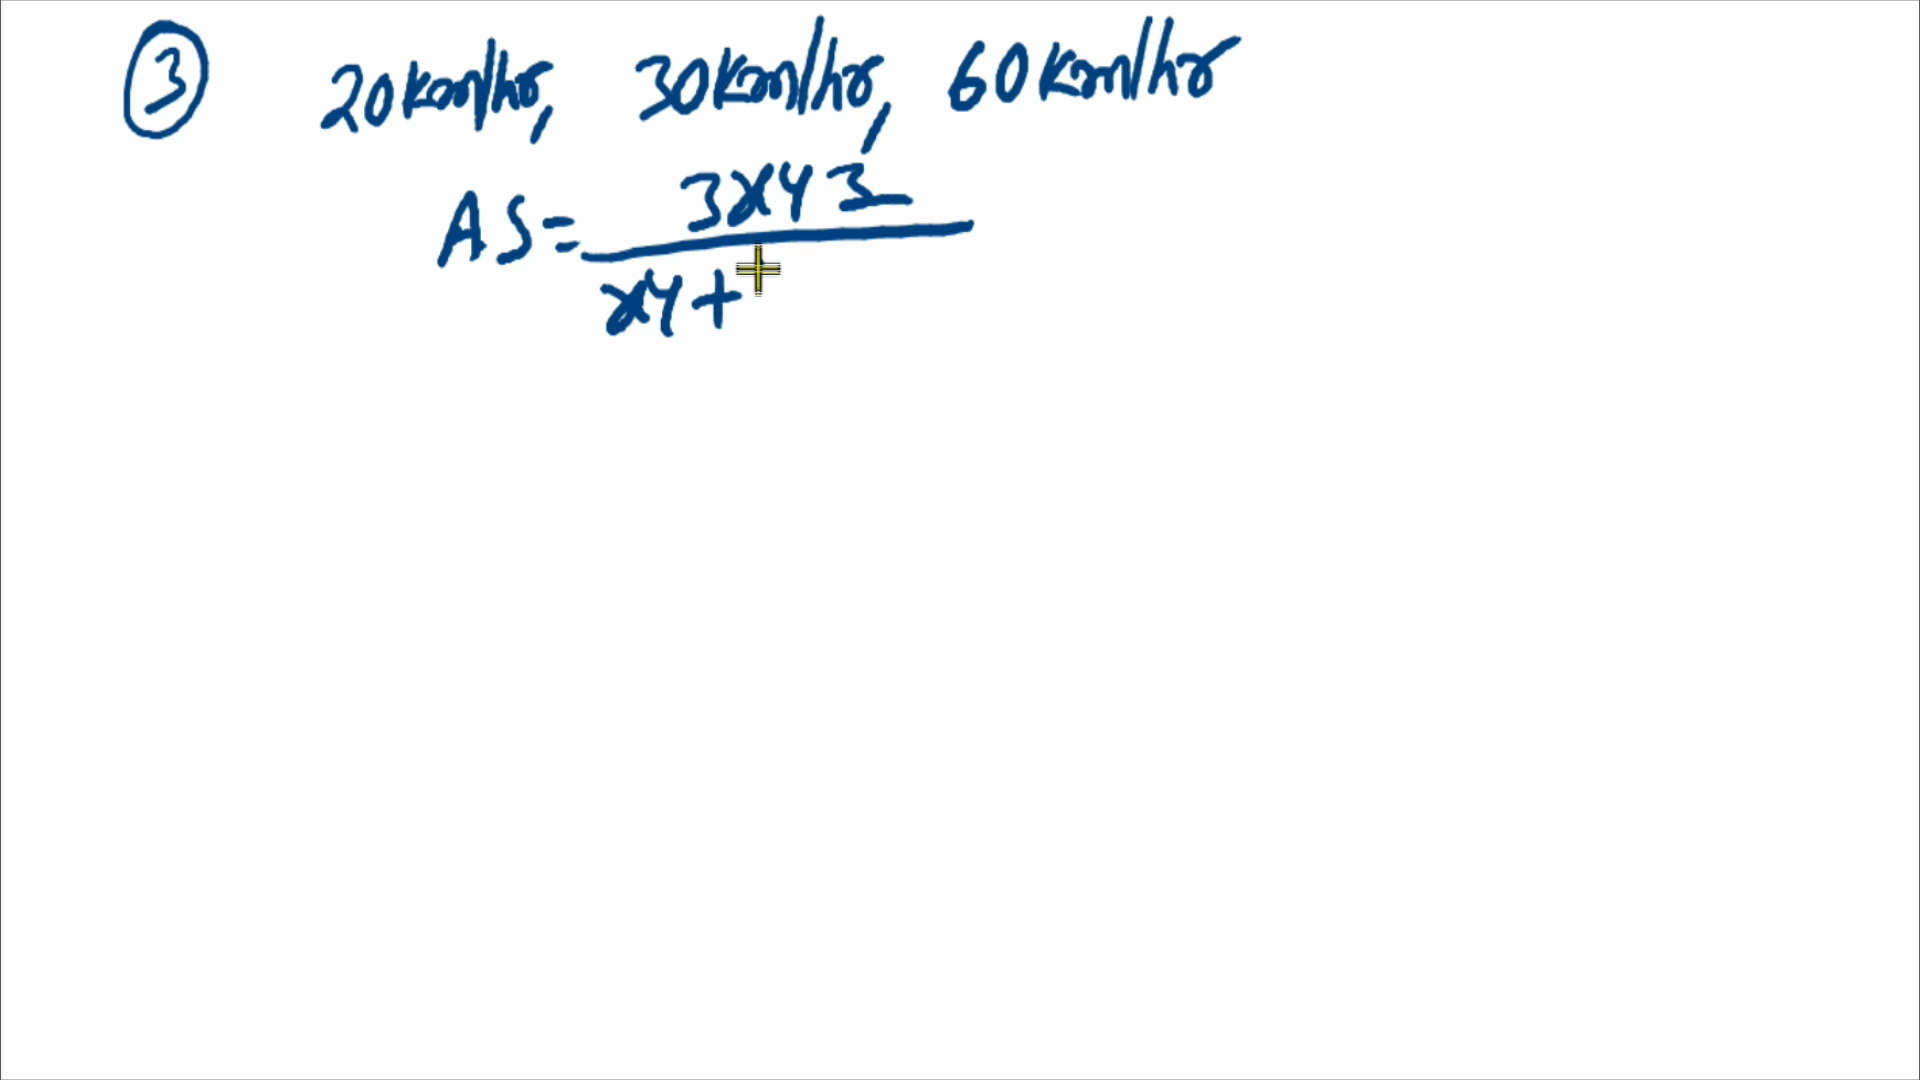 ③ 20km/hr, 30km/hr, 60km/hr
AS= 3xyz
xy+